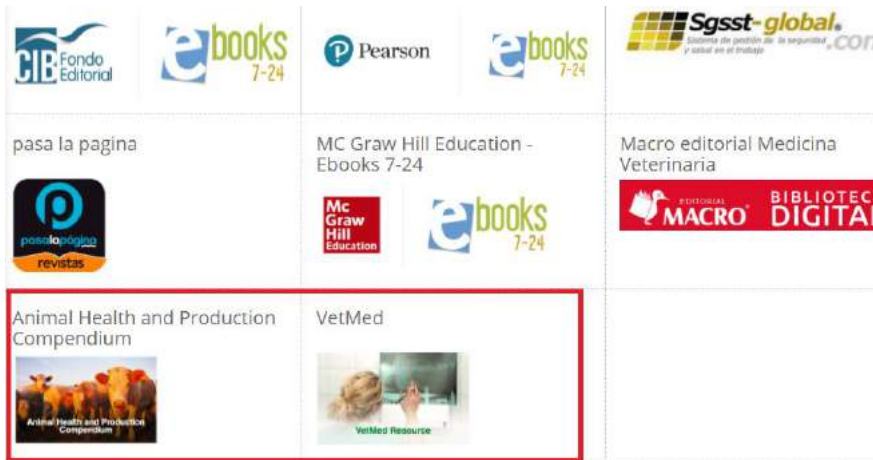 CIB Fondo
Editorial
ebooks
7-24
Pearson
ebooks
7-24
Sgsst-global.
Sistema de gestión de la seguridad
y salud en el trabajo
.com
pasa la pagina
pasalapágina
revistas
MC Graw Hill Education -
Ebooks 7-24
Mc
Graw
Hill
Education
ebooks
7-24
Macro editorial Medicina
Veterinaria
EDITORIAL
MACRO
BIBLIOTEC
DIGITAL
Animal Health and Production
Compendium
Animal Health and Production
Compendium
VetMed
VetMed Resourse